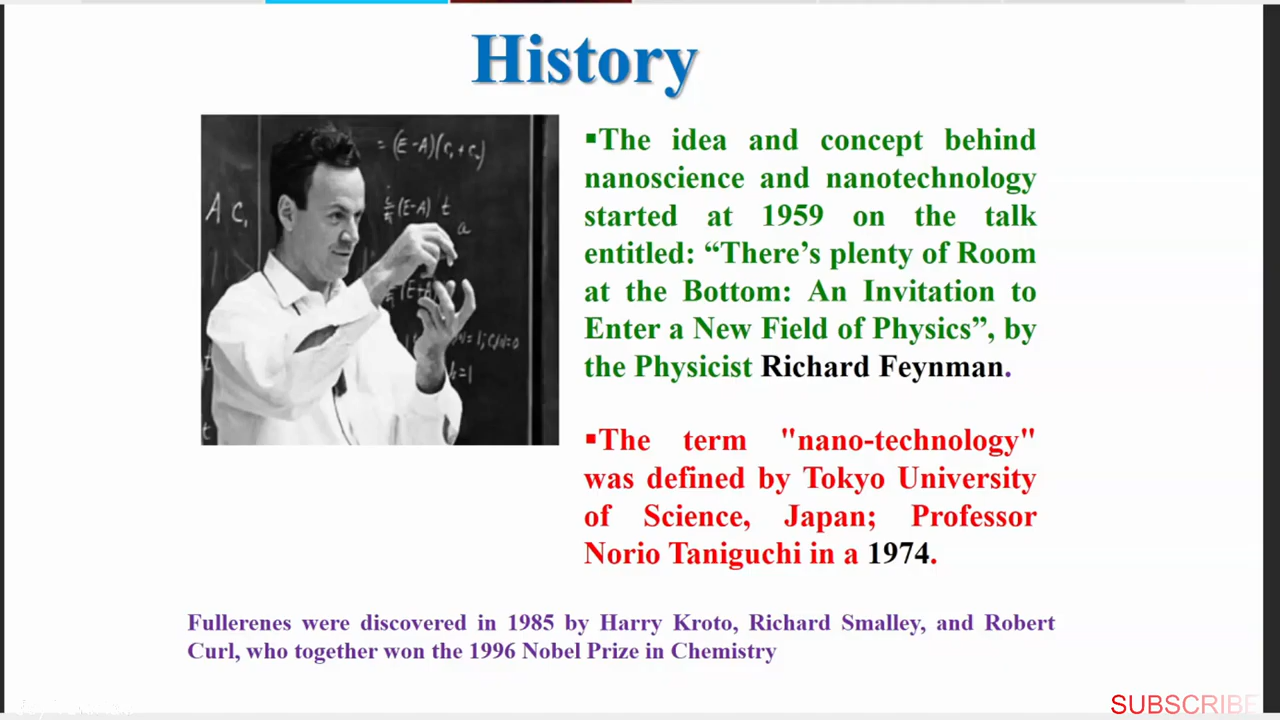 History
= (E-A)(C₁+C₂)
A C₁
(E-A) t
a
▪The idea and concept behind
nanoscience and nanotechnology
started at 1959 on the talk
entitled: “There’s plenty of Room
at the Bottom: An Invitation to
Enter a New Field of Physics”, by
the Physicist Richard Feynman.
▪The term "nano-technology"
was defined by Tokyo University
of Science, Japan; Professor
Norio Taniguchi in a 1974.
Fullerenes were discovered in 1985 by Harry Kroto, Richard Smalley, and Robert
Curl, who together won the 1996 Nobel Prize in Chemistry
SUBSCRIBE